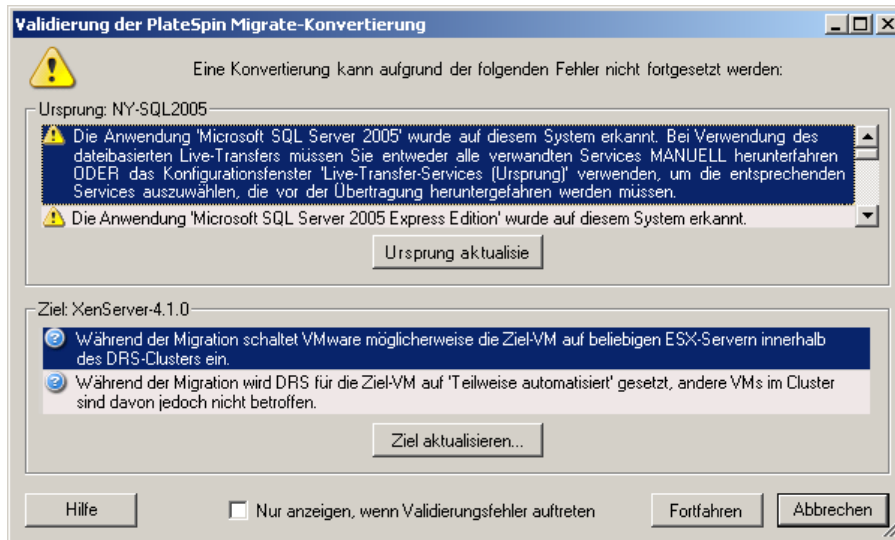 Validierung der PlateSpin Migrate-Konvertierung
Eine Konvertierung kann aufgrund der folgenden Fehler nicht fortgesetzt werden:
Ursprung: NY-SQL2005
Die Anwendung 'Microsoft SQL Server 2005' wurde auf diesem System erkannt. Bei Verwendung des
dateibasierten Live-Transfers müssen Sie entweder alle verwandten Services MANUELL herunterfahren
ODER das Konfigurationsfenster 'Live-Transfer-Services (Ursprung)' verwenden, um die entsprechenden
Services auszuwählen, die vor der Übertragung heruntergefahren werden müssen.
Die Anwendung 'Microsoft SQL Server 2005 Express Edition' wurde auf diesem System erkannt.
Ursprung aktualisie
Ziel: XenServer-4.1.0
Während der Migration schaltet VMware möglicherweise die Ziel-VM auf beliebigen ESX-Servern innerhalb
des DRS-Clusters ein.
Während der Migration wird DRS für die Ziel-VM auf 'Teilweise automatisiert' gesetzt, andere VMs im Cluster
sind davon jedoch nicht betroffen.
Ziel aktualisieren...
Hilfe
Nur anzeigen, wenn Validierungsfehler auftreten
Fortfahren
Abbrechen